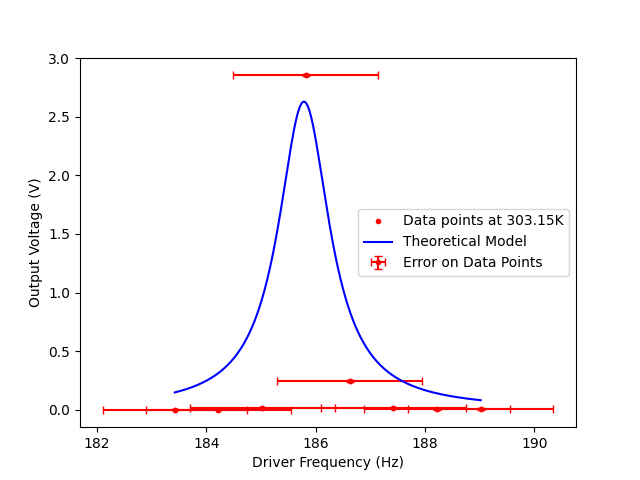 3.0
2.5
2.0
1.5
1.0
0.5
0.0
Output Voltage (V)
Data points at 303.15K
Theoretical Model
Error on Data Points
182 184 186 188 190
Driver Frequency (Hz)